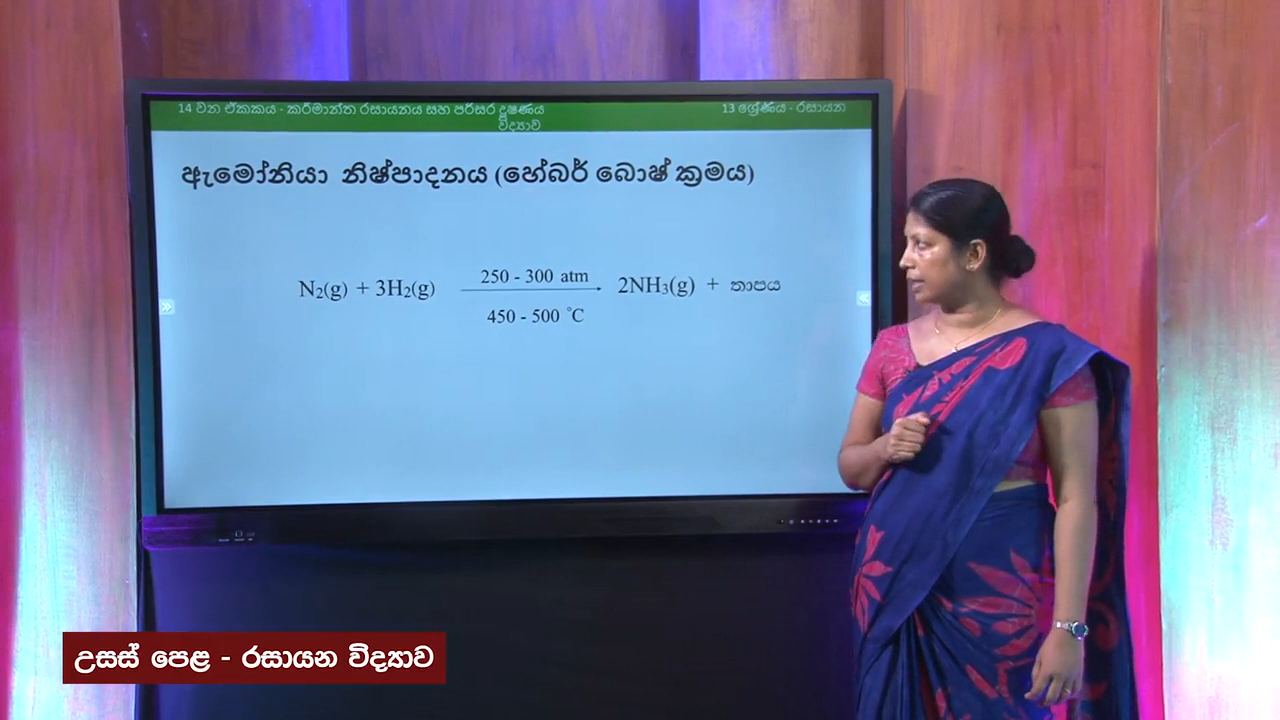 14 වන ඒකකය - කර්මාන්ත රසායනය සහ පරිසර දූෂණය
13 ශ්‍රේණිය - රසායන
විද්‍යාව
ඇමෝනියා නිෂ්පාදනය (හේබර් බොෂ් ක්‍රමය)
250 - 300 atm
N₂(g) + 3H₂(g) → 2NH₃(g) + තාපය
450 - 500 °C
උසස් පෙළ - රසායන විද්‍යාව